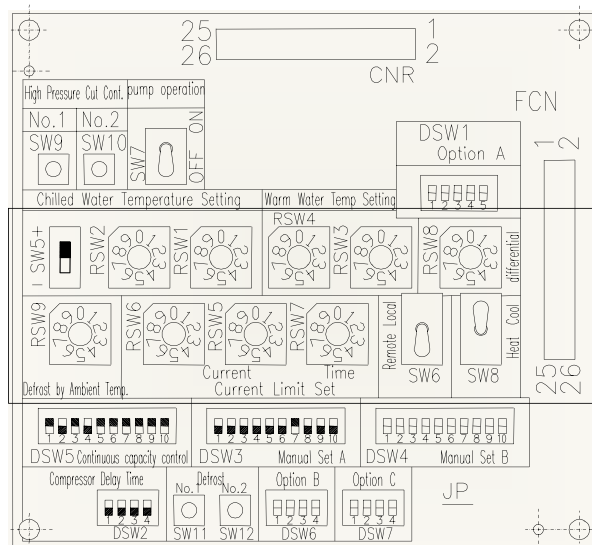 25 1
26 2
CNR
FCN
High Pressure Cut Cont. pump operation
No.1 No.2
SW9 SW10 SW7 OFF ON
DSW1
Option A
1 2 3 4 5
1 2
Chilled Water Temperature Setting Warm Water Temp Setting
- SW5+ RSW2 RSW1 RSW4 RSW3 RSW8 differential
RSW9 RSW6 RSW5 RSW7 Remote Local SW6 Heat Cool SW8
Current Time
Defrost by Ambient Temp. Current Limit Set
25 26
1 2 3 4 5 6 7 8 9 10 1 2 3 4 5 6 7 8 9 10 1 2 3 4 5 6 7 8 9 10
DSW5 Continuous capacity control DSW3 Manual Set A DSW4 Manual Set B
Compressor Delay Time Defrost Option B Option C
No.1 No.2
1 2 3 4 1 2 3 4 1 2 3 4
DSW2 SW11 SW12 DSW6 DSW7
JP